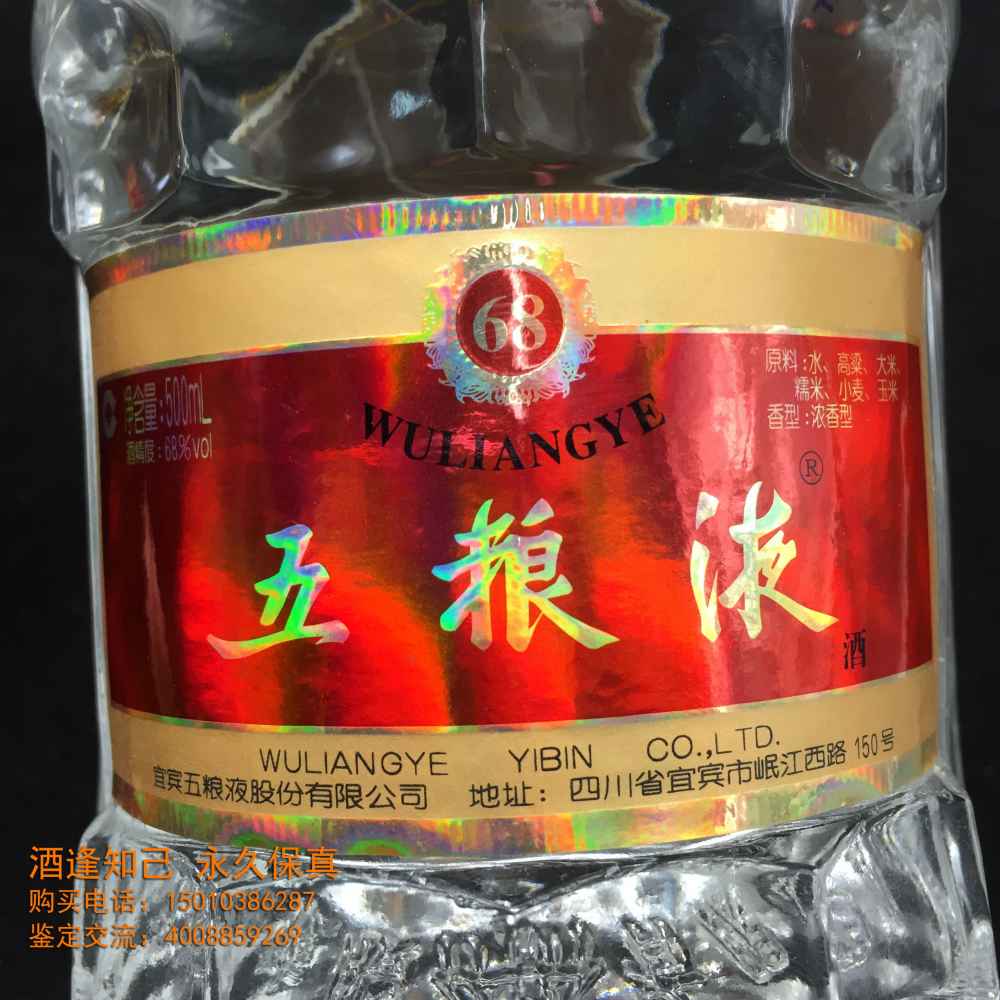 68
净含量:500mL
酒精度:68%vol
原料:水、高粱、大米、
糯米、小麦、玉米
香型:浓香型
WULIANGYE
®
五粮液
酒
WULIANGYE YIBIN CO.,LTD.
宜宾五粮液股份有限公司 地址:四川省宜宾市岷江西路150号
酒逢知己 永久保真
购买电话:15010386287
鉴定交流:4008859269